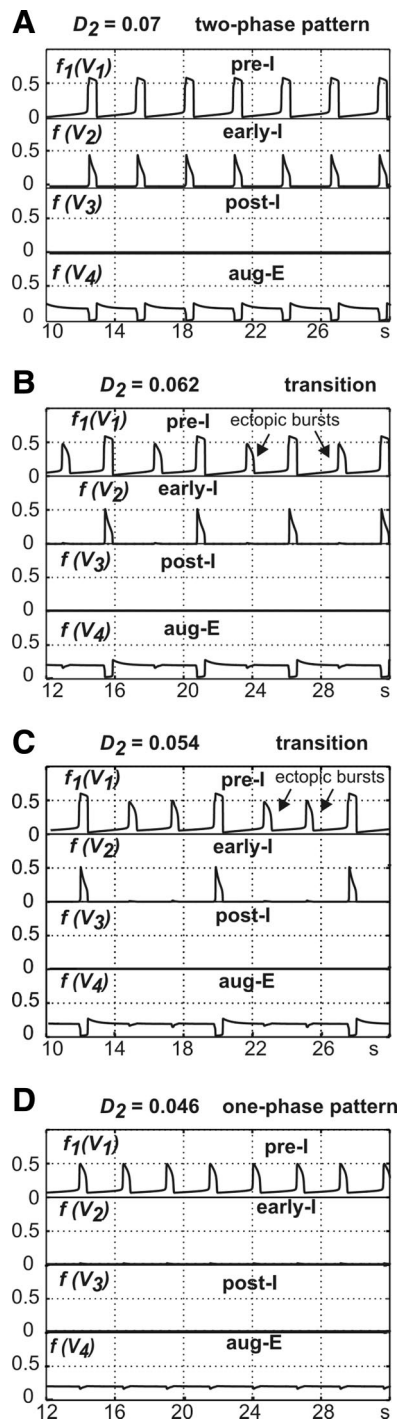 A D₂ = 0.07 two-phase pattern
f₁(V₁) pre-I
0.5
0
f (V₂) early-I
0.5
0
f (V₃) post-I
0.5
0
f (V₄) aug-E
0.5
0
10 14 18 22 26 s
B D₂ = 0.062 transition
f₁(V₁) pre-I ectopic bursts
0.5
0
f (V₂) early-I
0.5
0
f (V₃) post-I
0.5
0
f (V₄) aug-E
0.5
0
12 16 20 24 28 s
C D₂ = 0.054 transition
f₁(V₁) pre-I ectopic bursts
0.5
0
f (V₂) early-I
0.5
0
f (V₃) post-I
0.5
0
f (V₄) aug-E
0.5
0
10 14 18 22 26 s
D D₂ = 0.046 one-phase pattern
f₁(V₁) pre-I
0.5
0
f (V₂) early-I
0.5
0
f (V₃) post-I
0.5
0
f (V₄) aug-E
0.5
0
12 16 20 24 28 s